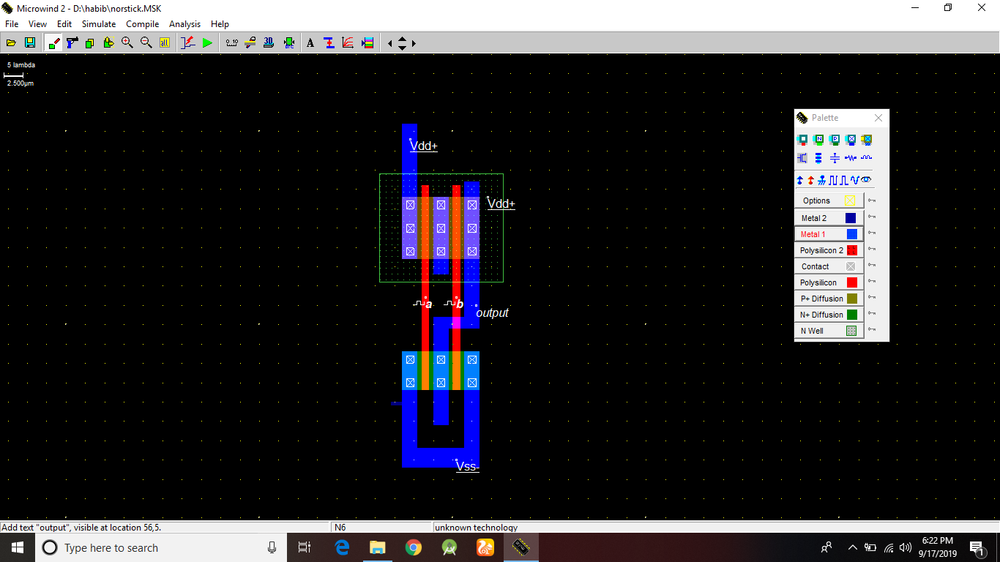 Microwind 2 - D:\habib\norstick.MSK
File View Edit Simulate Compile Analysis Help
5 lambda
2.500µm
Vdd+
Vdd+
a
b
output
Vss-
Palette
Options
Metal 2
Metal 1
Polysilicon 2
Contact
Polysilicon
P+ Diffusion
N+ Diffusion
N Well
Add text "output", visible at location 56,5. N6 unknown technology
Type here to search
6:22 PM
9/17/2019